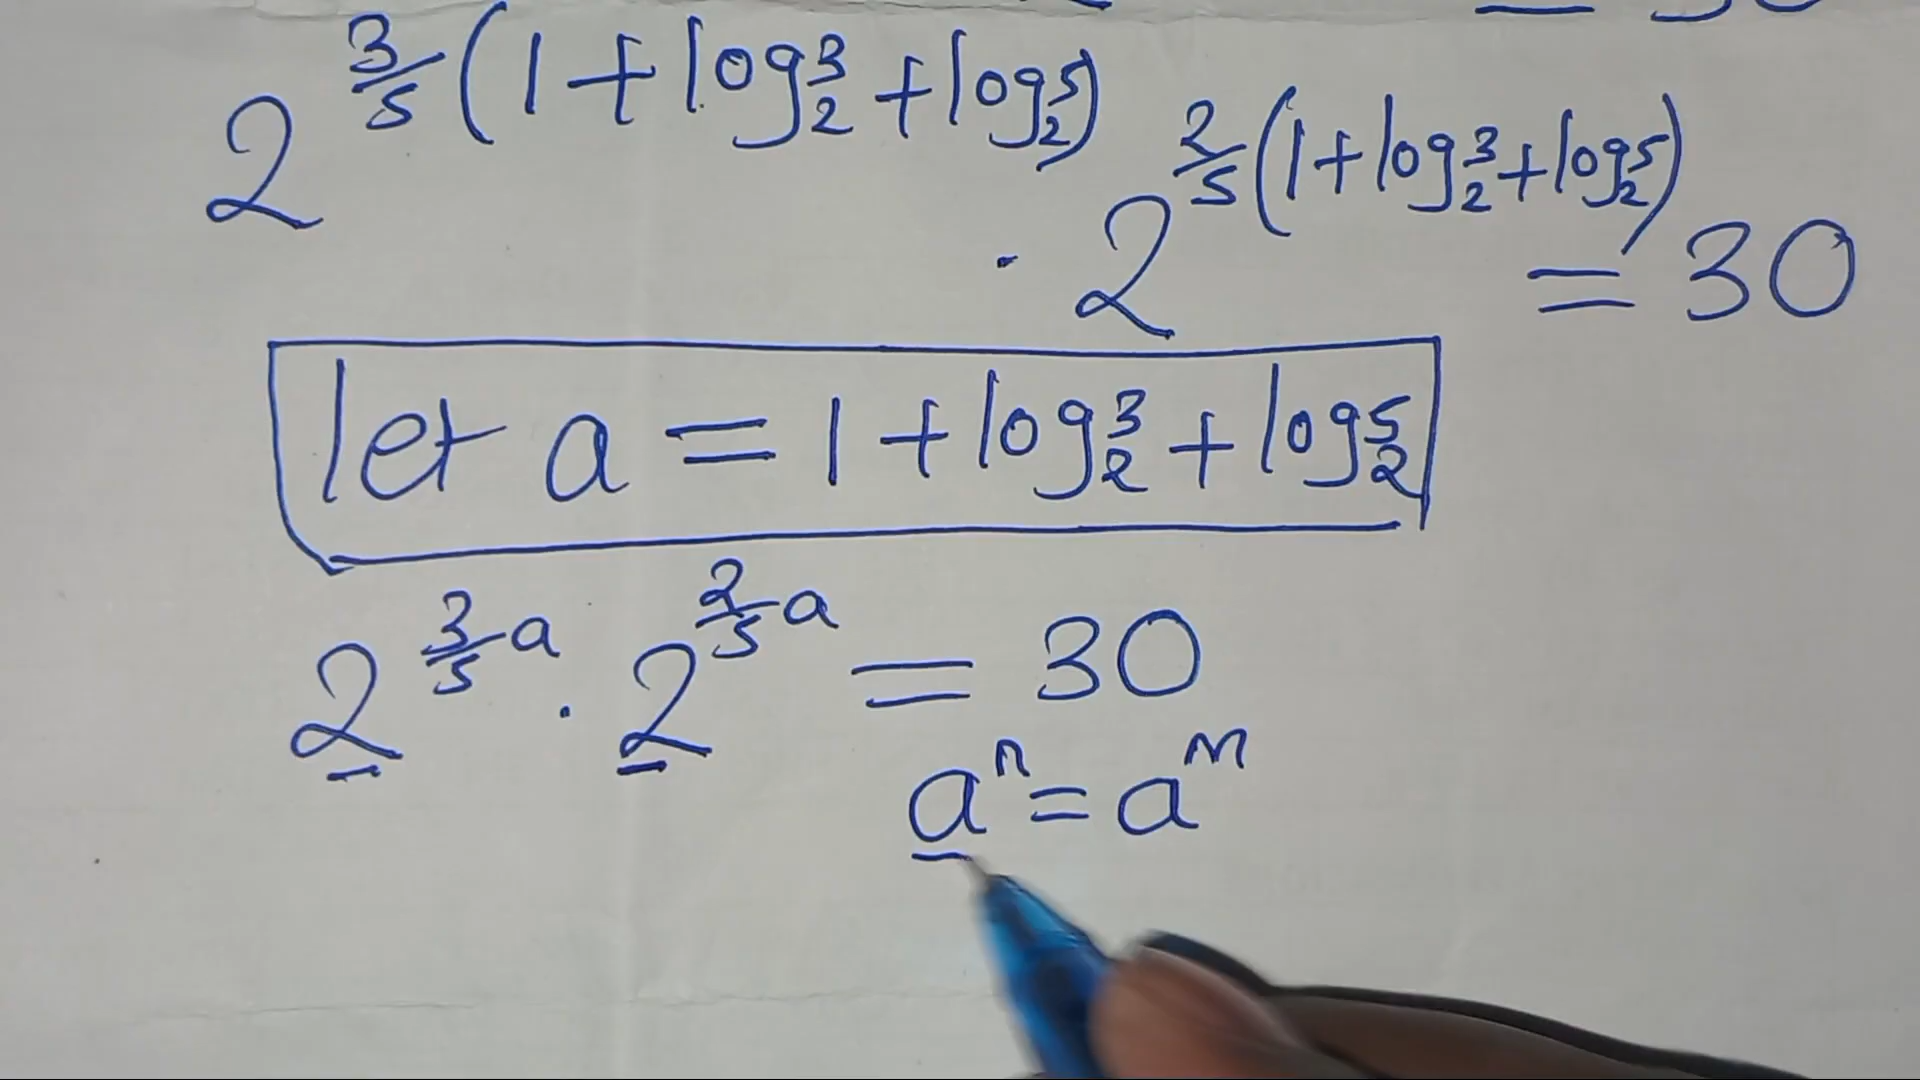 = 30
2^{3/5(1+log_2^3+log_2^5)}
· 2^{2/5(1+log_2^3+log_2^5)} = 30
let a = 1+log_2^3+log_2^5
2^{3/5 a} · 2^{2/5 a} = 30
a^n = a^m